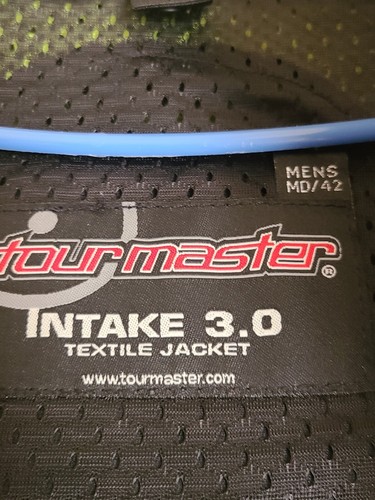 MENS
MD/42
tourmaster®
INTAKE 3.0
TEXTILE JACKET
www.tourmaster.com